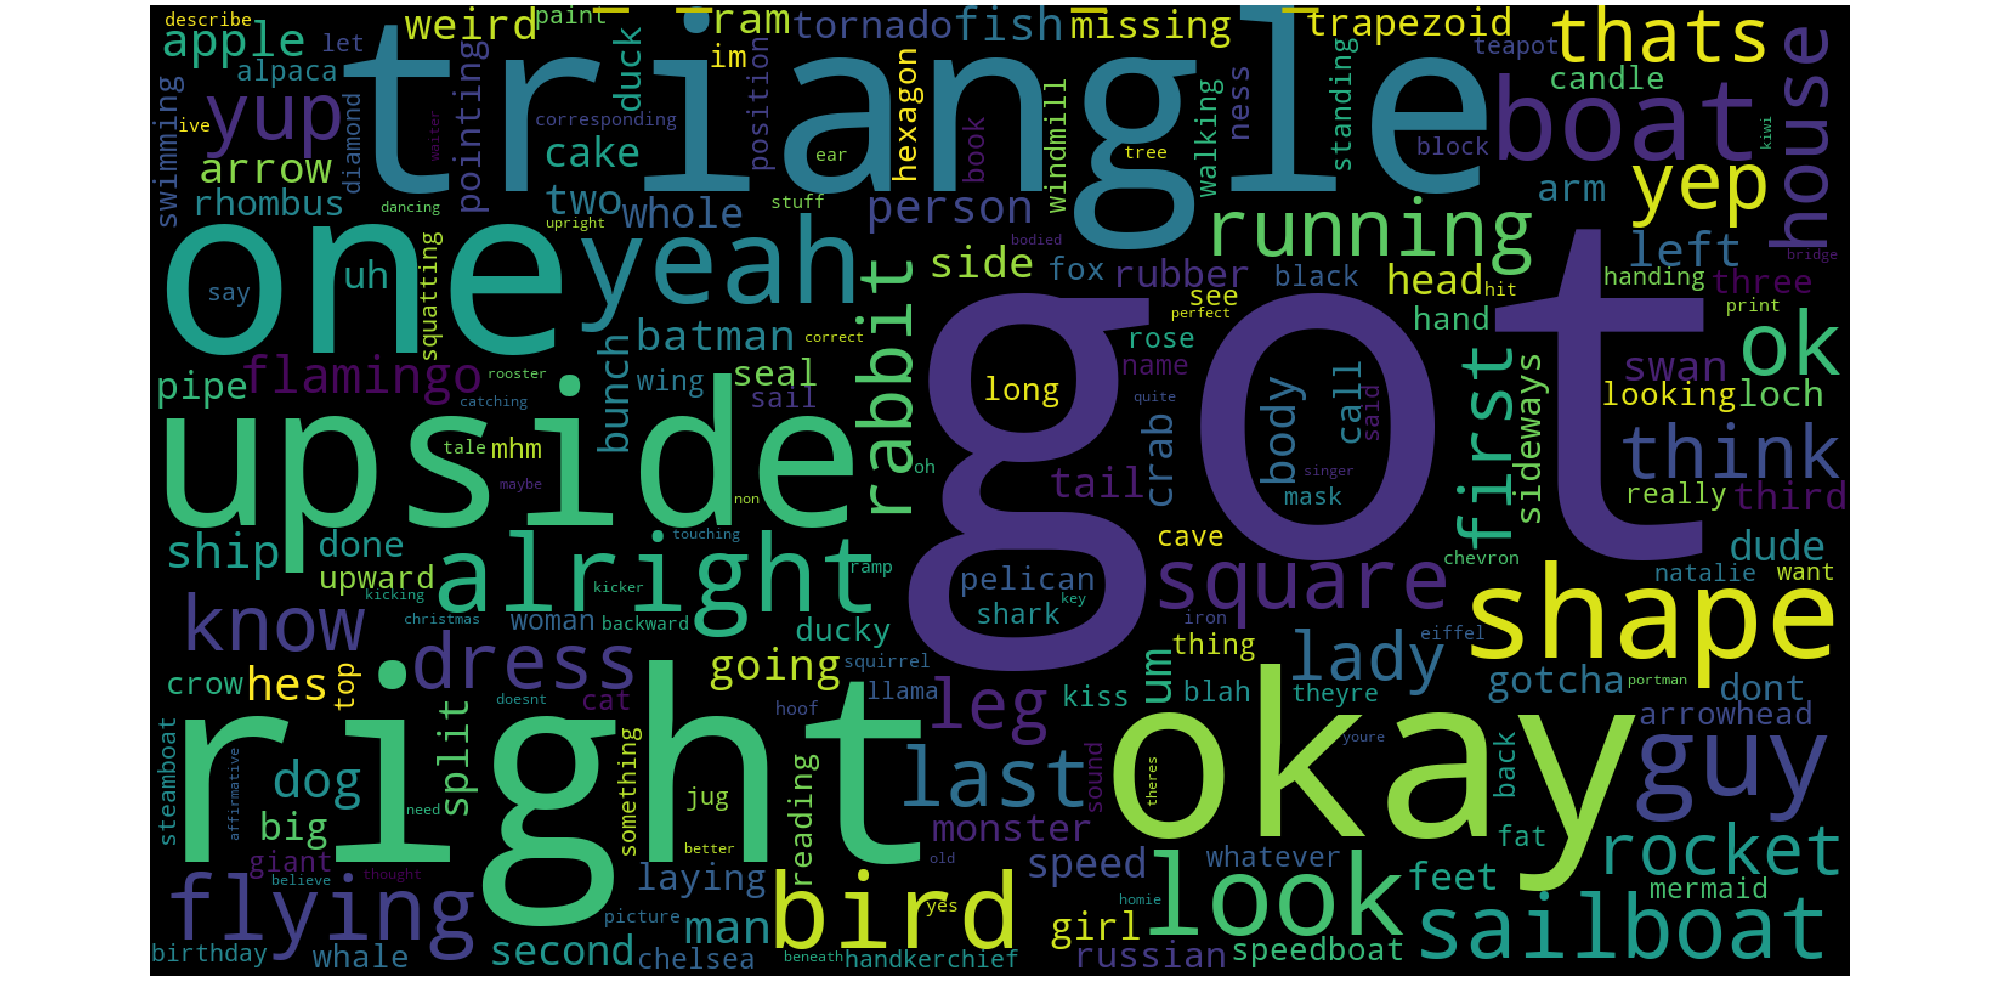 describe
paint
weird
ram
tornado
fish
missing
trapezoid
thats
apple
let
triangle
im
teapot
house
alpaca
duck
position
hexagon
ness
standing
boat
candle
swimming
yup
pointing
ive
diamond
waiter
corresponding
cake
ear
book
windmill
tree
walking
block
kiwi
arrow
yep
rhombus
dancing
two
whole
stuff
person
arm
upright
one
yeah
bodied
running
left
bridge
uh
side
fox
rubber
black
head
handing
three
say
squatting
rabbit
see
hit
print
batman
correct
perfect
rose
hand
ok
pipe
flamingo
rooster
bunch
wing
seal
sail
long
name
got
body
call
said
first
sideways
swan
looking
loch
catching
quite
upside
tale
mhm
oh
tail
crab
singer
think
maybe
non
mask
really
third
ship
done
touching
cave
chevron
dude
upward
alright
ramp
pelican
square
natalie
want
kicking
kicker
key
shape
christmas
woman
backward
ducky
shark
iron
eiffel
know
dress
going
squirrel
um
thing
lady
crow
hes
top
cat
llama
leg
kiss
blah
theyre
gotcha
portman
dont
doesnt
hoof
arrowhead
right
steamboat
affirmative
dog
split
something
jug
last
sound
okay
youre
theres
back
guy
need
big
reading
monster
better
giant
believe
thought
old
speed
whatever
fat
rocket
flying
laying
bird
look
feet
mermaid
yes
homie
picture
man
girl
sailboat
birthday
whale
second
chelsea
beneath
handkerchief
russian
speedboat